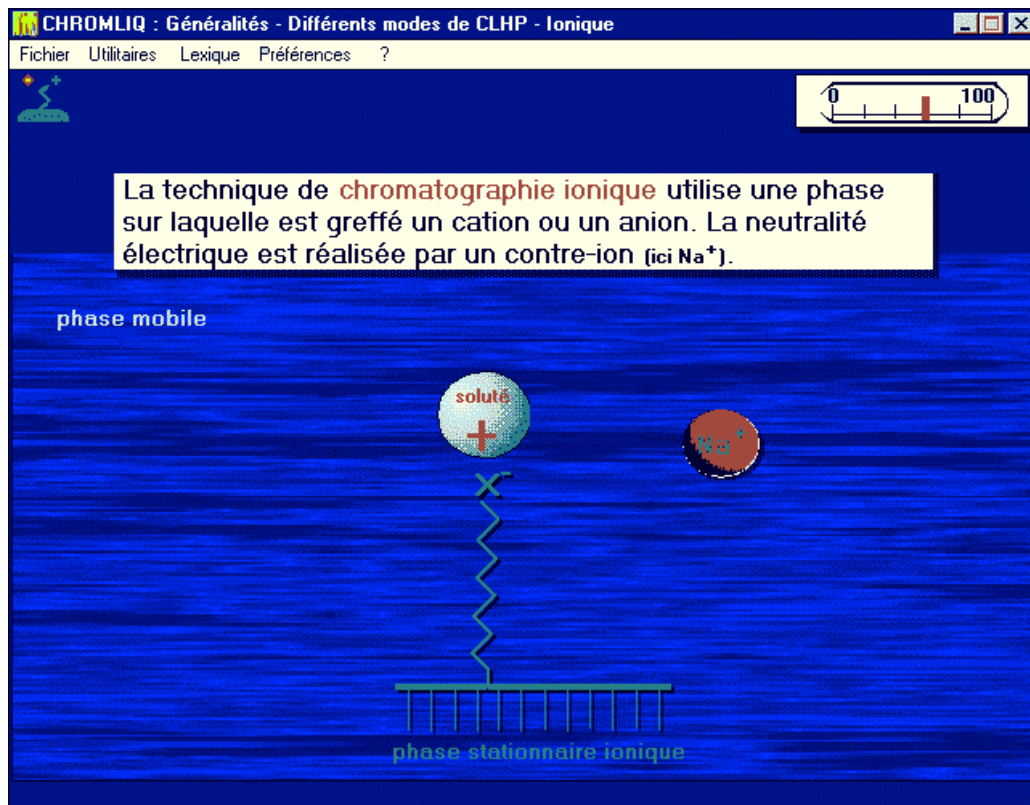 CHROMLIQ : Généralités - Différents modes de CLHP - Ionique
Fichier Utilitaires Lexique Préférences ?
0 100
La technique de chromatographie ionique utilise une phase
sur laquelle est greffé un cation ou un anion. La neutralité
électrique est réalisée par un contre-ion (ici Na⁺).
phase mobile
soluté
+
Na⁺
X⁻
phase stationnaire ionique